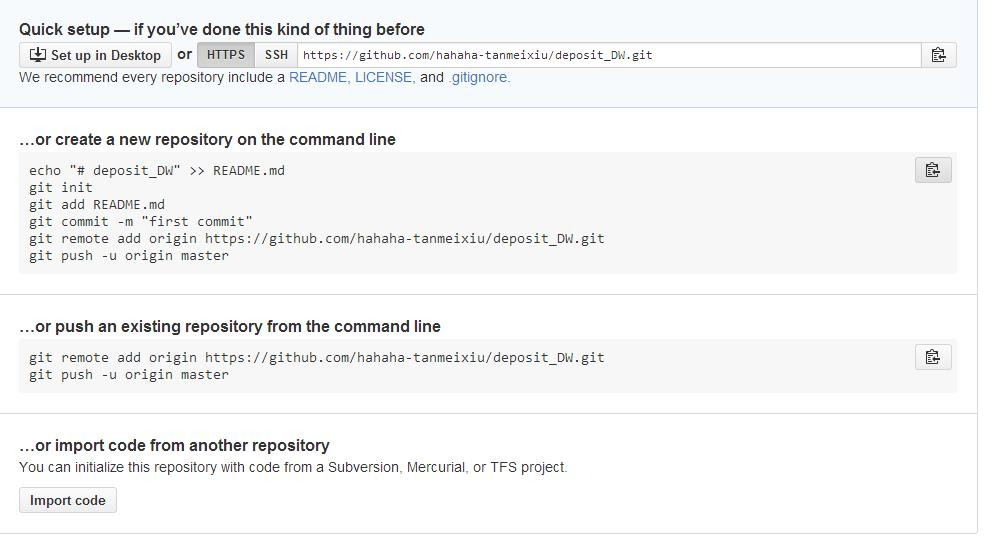 Quick setup — if you’ve done this kind of thing before
Set up in Desktop or HTTPS SSH https://github.com/hahaha-tanmeixiu/deposit_DW.git
We recommend every repository include a README, LICENSE, and .gitignore.
…or create a new repository on the command line
echo "# deposit_DW" >> README.md
git init
git add README.md
git commit -m "first commit"
git remote add origin https://github.com/hahaha-tanmeixiu/deposit_DW.git
git push -u origin master
…or push an existing repository from the command line
git remote add origin https://github.com/hahaha-tanmeixiu/deposit_DW.git
git push -u origin master
…or import code from another repository
You can initialize this repository with code from a Subversion, Mercurial, or TFS project.
Import code